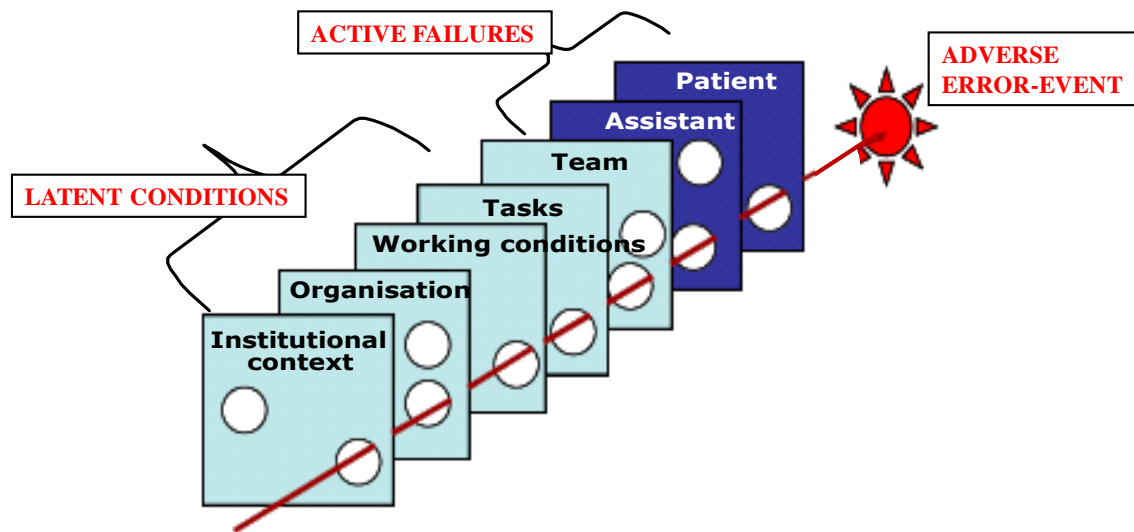 ACTIVE FAILURES
ADVERSE
ERROR-EVENT
LATENT CONDITIONS
Patient
Assistant
Team
Tasks
Working conditions
Organisation
Institutional
context